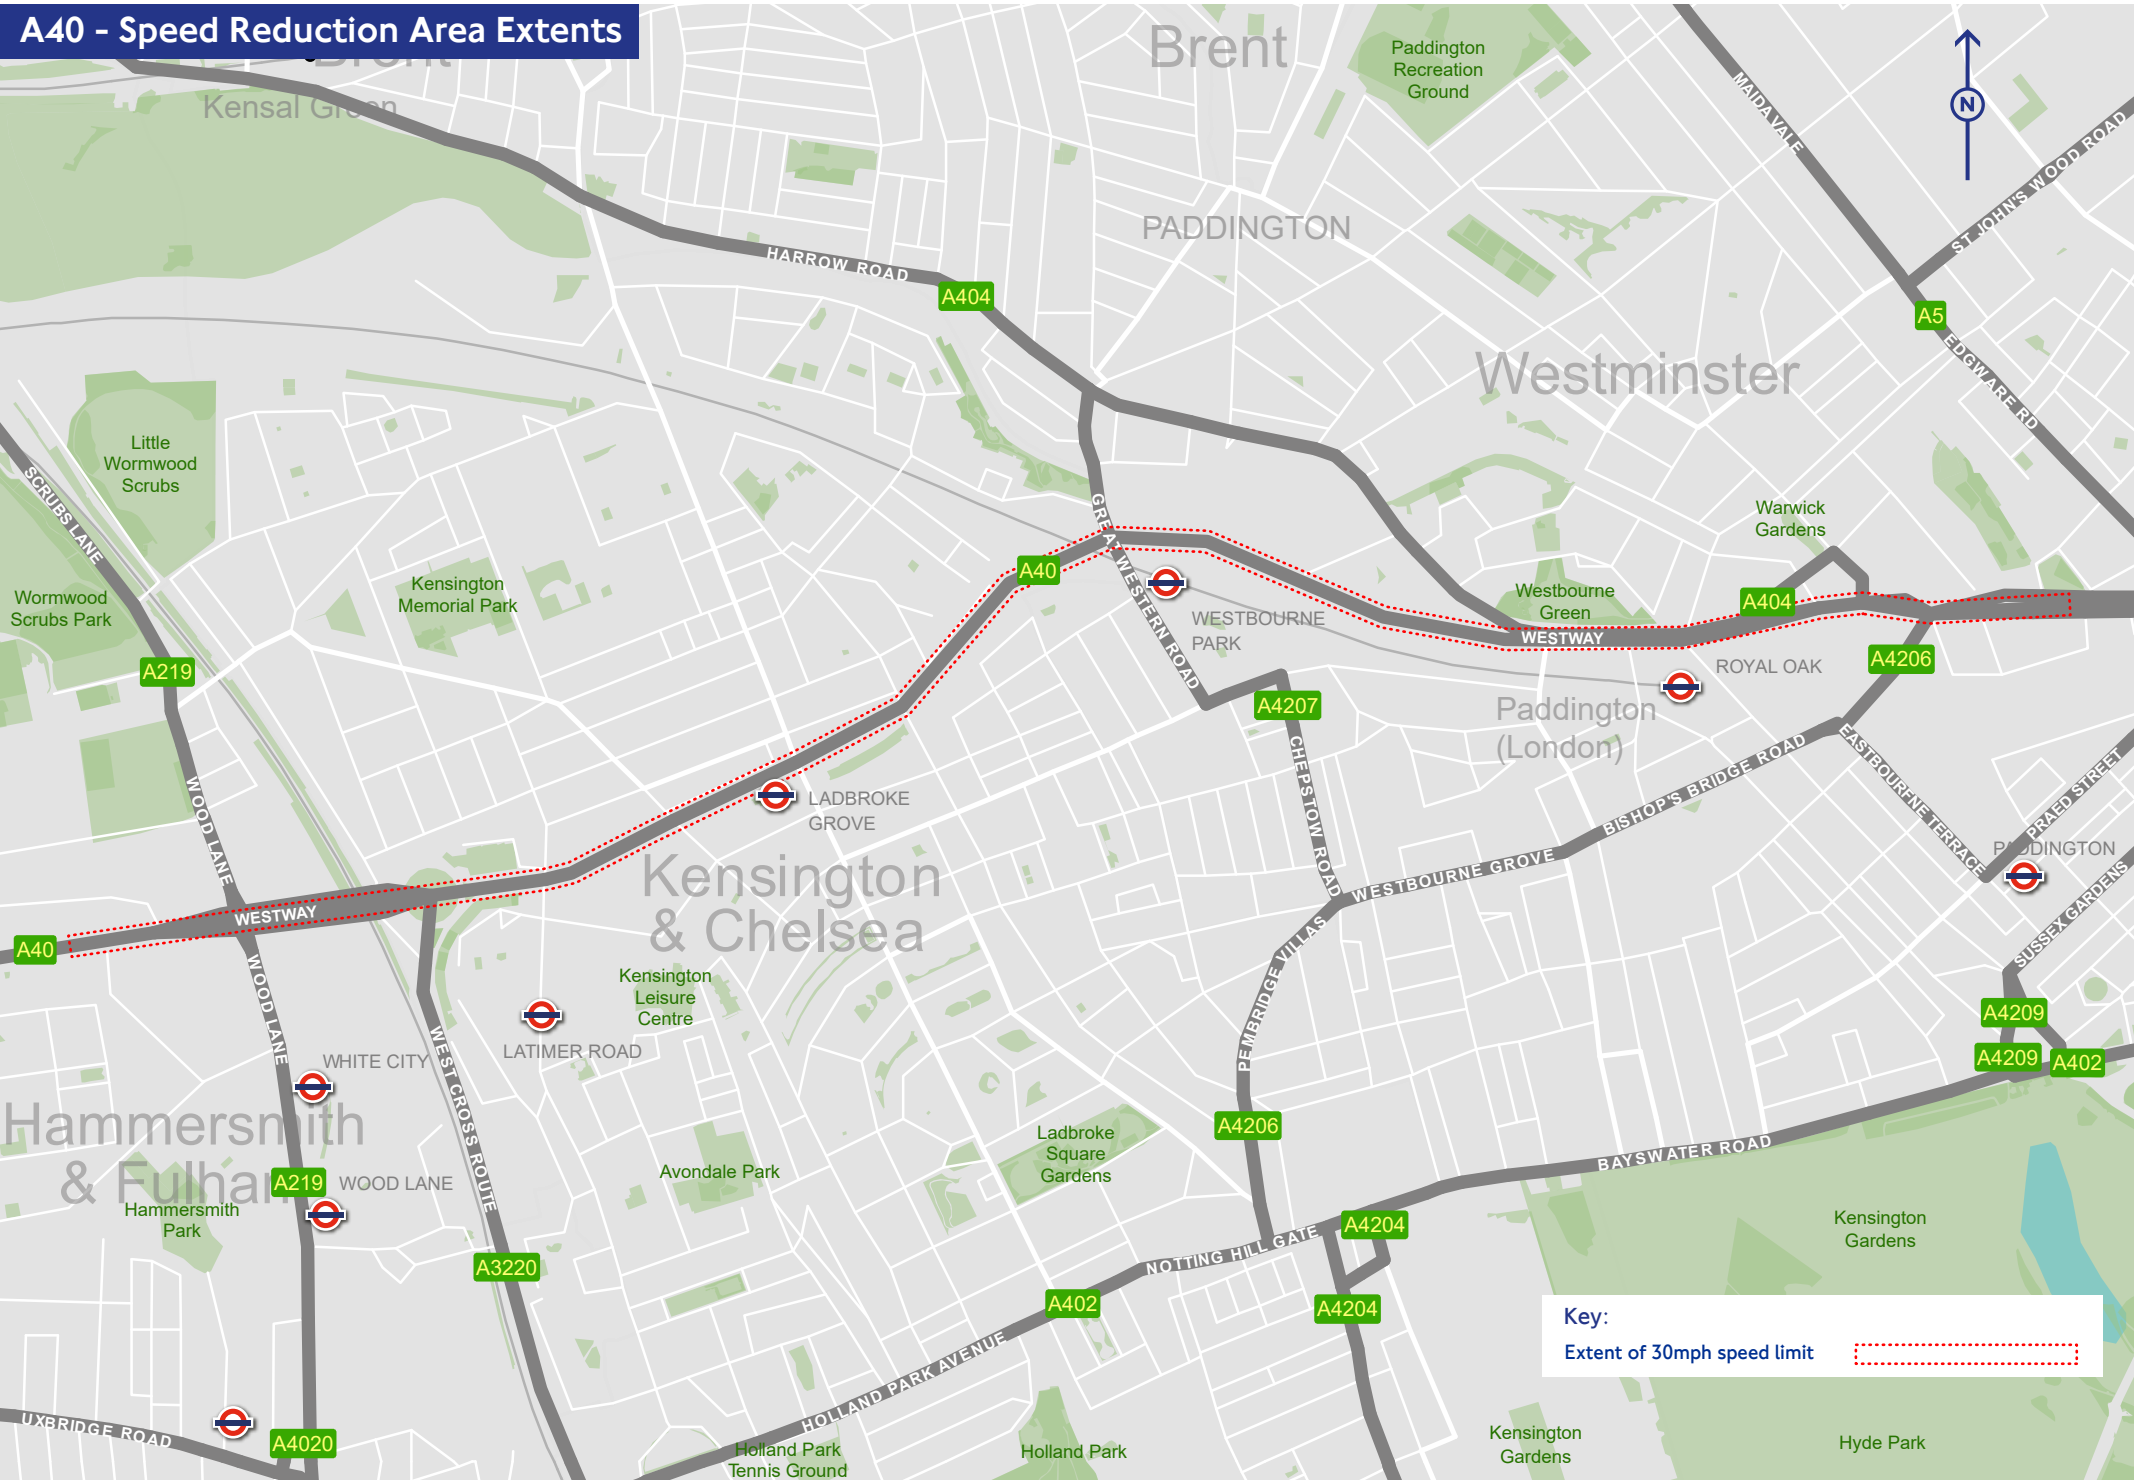 A40 - Speed Reduction Area Extents
Brent
Brent
Kensal Green
Paddington
Recreation
Ground
MAIDA VALE
N
ST JOHN'S WOOD ROAD
PADDINGTON
HARROW ROAD
A404
A5
EDGWARE RD
Westminster
Little
Wormwood
Scrubs
SCRUBS LANE
Warwick
Gardens
GREAT WESTERN ROAD
A40
Kensington
Memorial Park
Wormwood
Scrubs Park
Westbourne
Green
A404
WESTBOURNE
PARK
WESTWAY
ROYAL OAK
A4206
A219
A4207
Paddington
(London)
CHEPSTOW ROAD
BISHOP'S BRIDGE ROAD
EASTBOURFNE TERRACE
PRAED STREET
WOOD LANE
LADBROKE
GROVE
PADDINGTON
Kensington
& Chelsea
WESTBOURNE GROVE
SUSSEX GARDENS
WESTWAY
A40
PEMBRIDGE VILLAS
WOOD LANE
Kensington
Leisure
Centre
A4209
A4209
A402
WHITE CITY
LATIMER ROAD
WEST CROSS ROUTE
Hammersmith
& Fulham
A4206
Ladbroke
Square
Gardens
BAYSWATER ROAD
Avondale Park
A219
WOOD LANE
Hammersmith
Park
Kensington
Gardens
A4204
NOTTING HILL GATE
A3220
A402
A4204
Key:
Extent of 30mph speed limit
HOLLAND PARK AVENUE
UXBRIDGE ROAD
A4020
Holland Park
Tennis Ground
Holland Park
Kensington
Gardens
Hyde Park